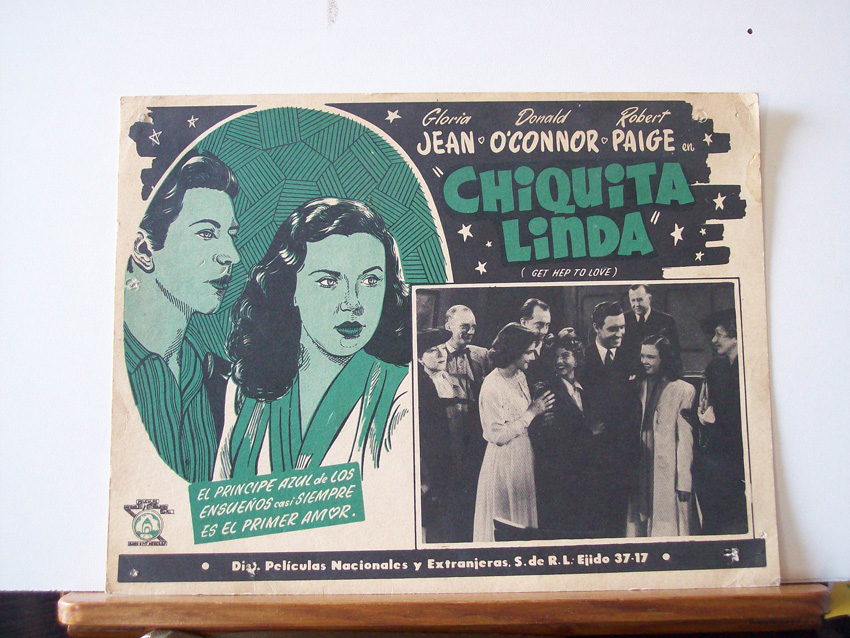 Gloria Donald Robert
JEAN O'CONNOR PAIGE en
"CHIQUITA
LINDA"
(GET HEP TO LOVE)
EL PRINCIPE AZUL de LOS
ENSUEÑOS casi SIEMPRE
ES EL PRIMER AMOR.
PELICULAS
Dis. Películas Nacionales y Extranjeras, S. de R.L. Ejido 37-17